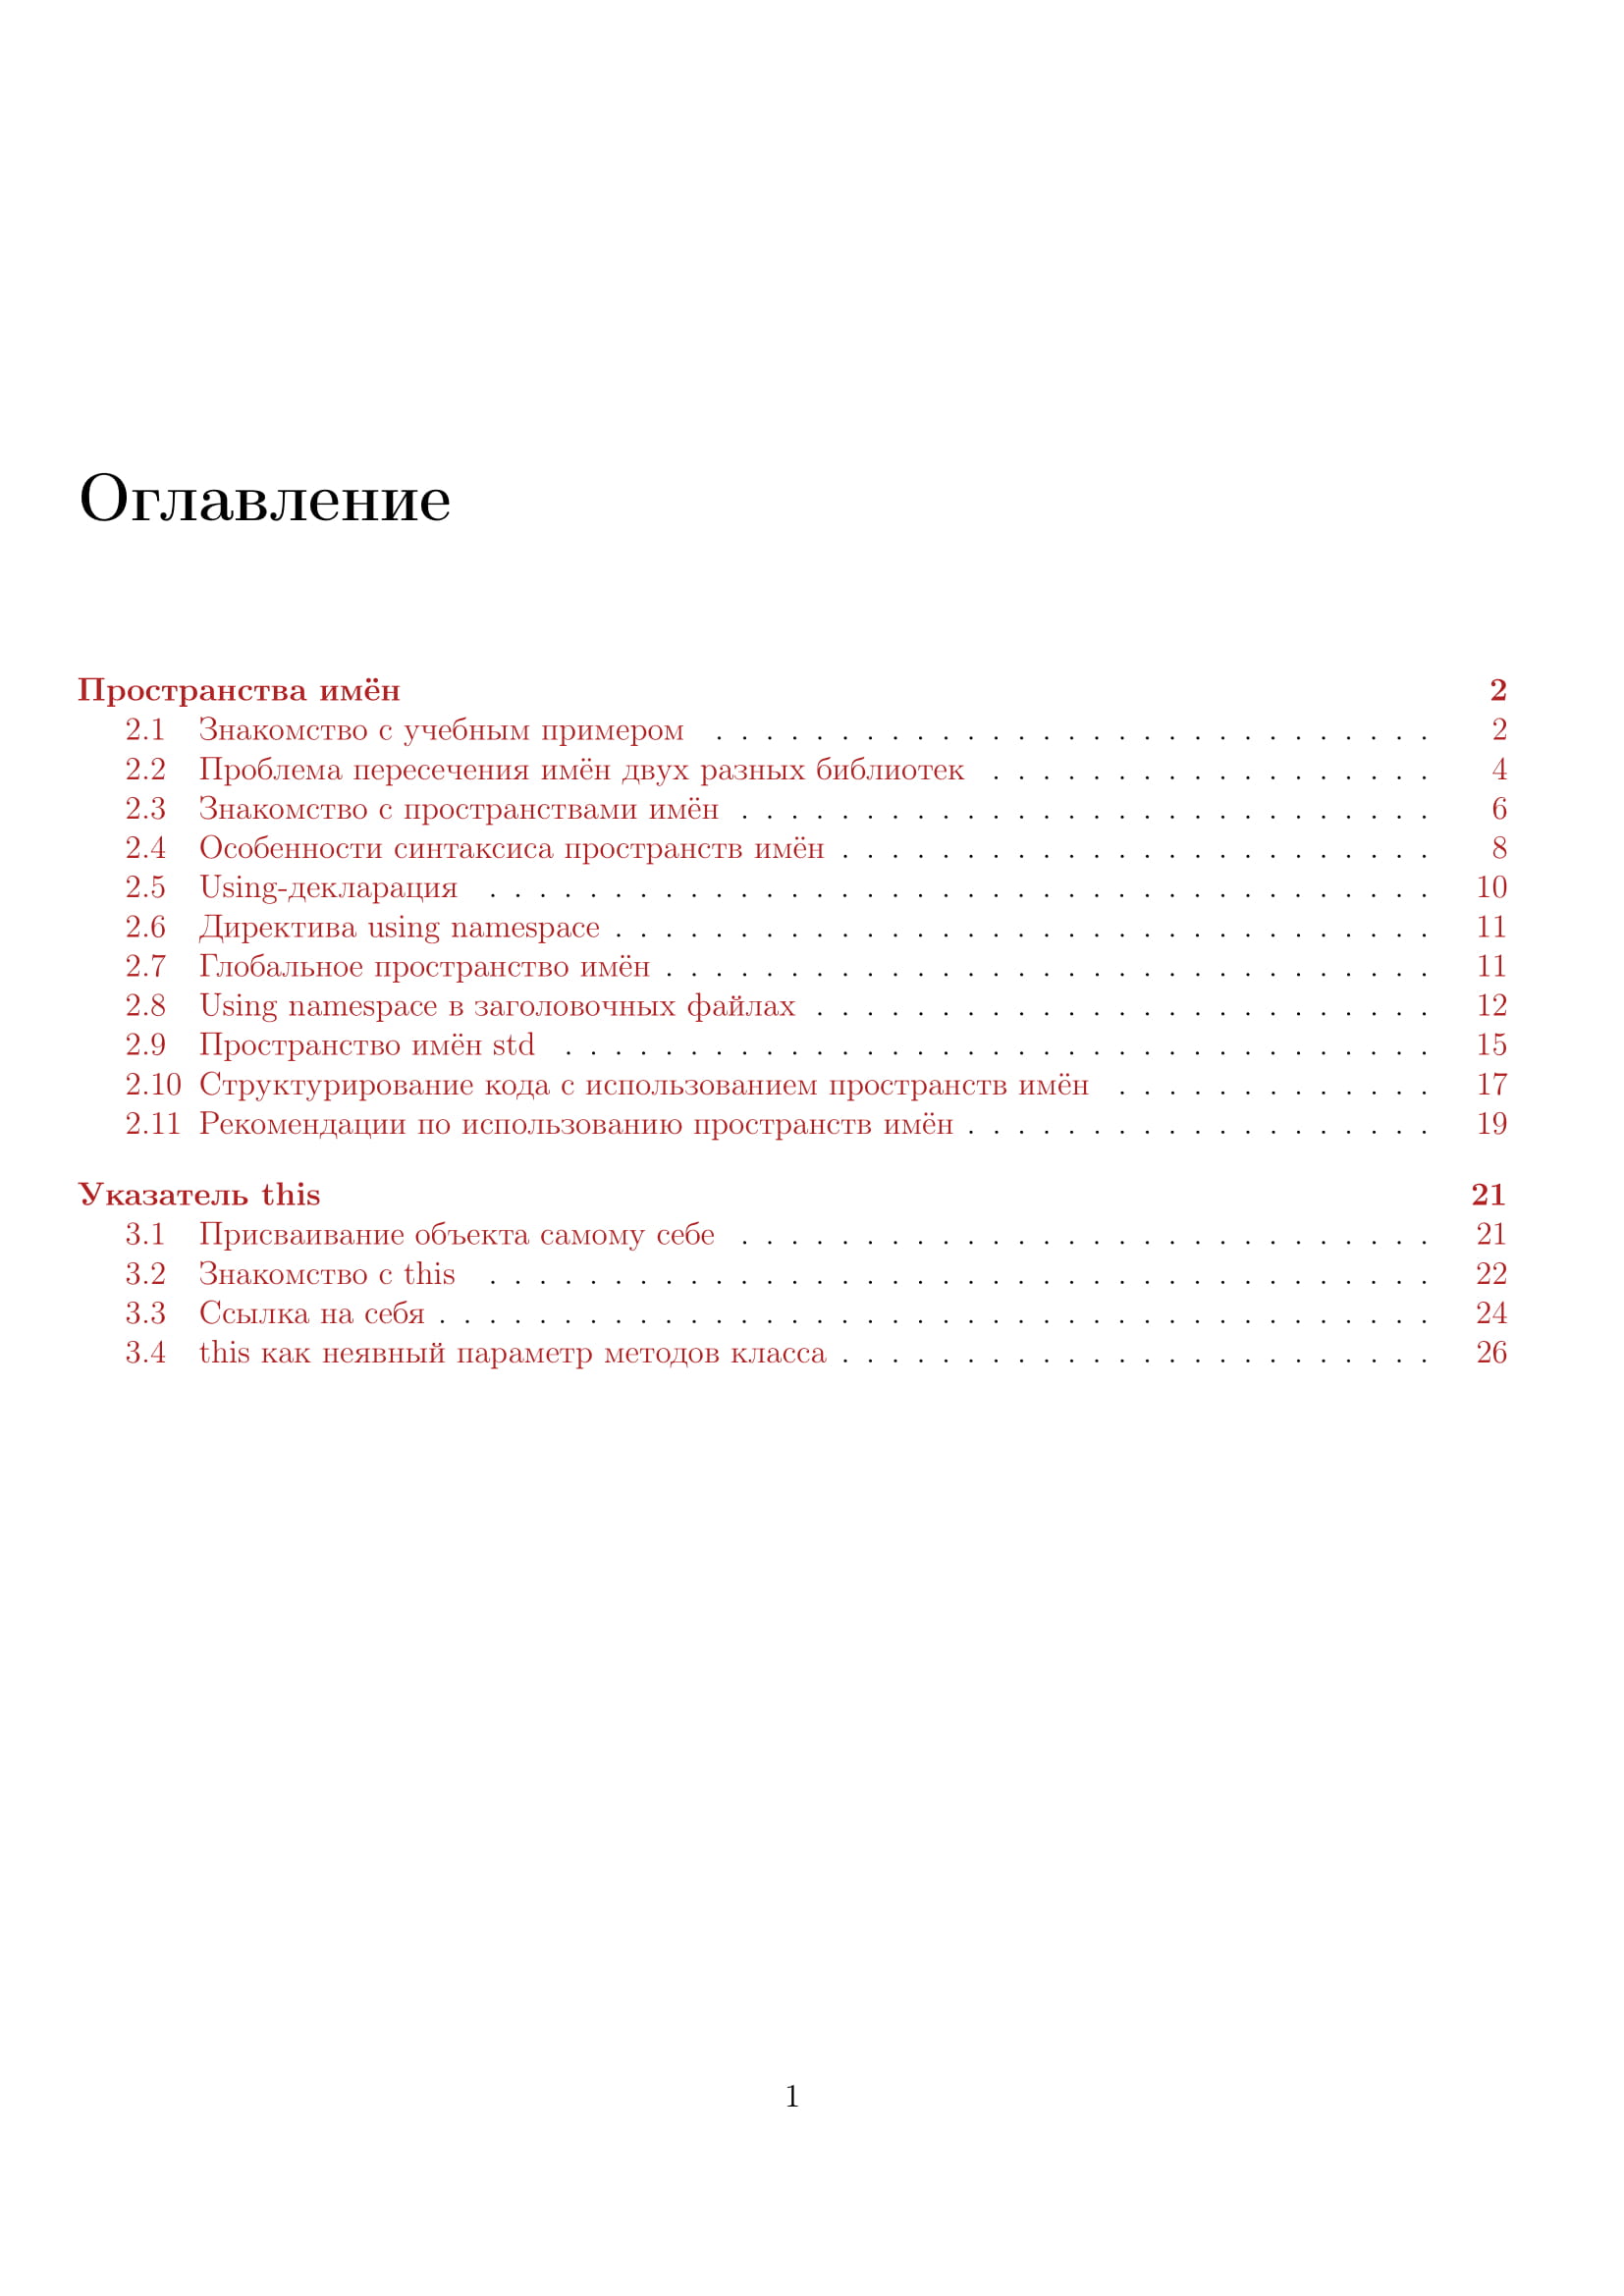 Оглавление
Пространства имён 2
2.1 Знакомство с учебным примером . . . . . . . . . . . . . . . . . . . . . . . . . . . . . 2
2.2 Проблема пересечения имён двух разных библиотек . . . . . . . . . . . . . . . . . . 4
2.3 Знакомство с пространствами имён . . . . . . . . . . . . . . . . . . . . . . . . . . . . 6
2.4 Особенности синтаксиса пространств имён . . . . . . . . . . . . . . . . . . . . . . . . 8
2.5 Using-декларация . . . . . . . . . . . . . . . . . . . . . . . . . . . . . . . . . . . . . . 10
2.6 Директива using namespace . . . . . . . . . . . . . . . . . . . . . . . . . . . . . . . . . 11
2.7 Глобальное пространство имён . . . . . . . . . . . . . . . . . . . . . . . . . . . . . . . 11
2.8 Using namespace в заголовочных файлах . . . . . . . . . . . . . . . . . . . . . . . . . 12
2.9 Пространство имён std . . . . . . . . . . . . . . . . . . . . . . . . . . . . . . . . . . . 15
2.10 Структурирование кода с использованием пространств имён . . . . . . . . . . . . . 17
2.11 Рекомендации по использованию пространств имён . . . . . . . . . . . . . . . . . . . 19
Указатель this 21
3.1 Присваивание объекта самому себе . . . . . . . . . . . . . . . . . . . . . . . . . . . . 21
3.2 Знакомство с this . . . . . . . . . . . . . . . . . . . . . . . . . . . . . . . . . . . . . . 22
3.3 Ссылка на себя . . . . . . . . . . . . . . . . . . . . . . . . . . . . . . . . . . . . . . . . 24
3.4 this как неявный параметр методов класса . . . . . . . . . . . . . . . . . . . . . . . . 26
1